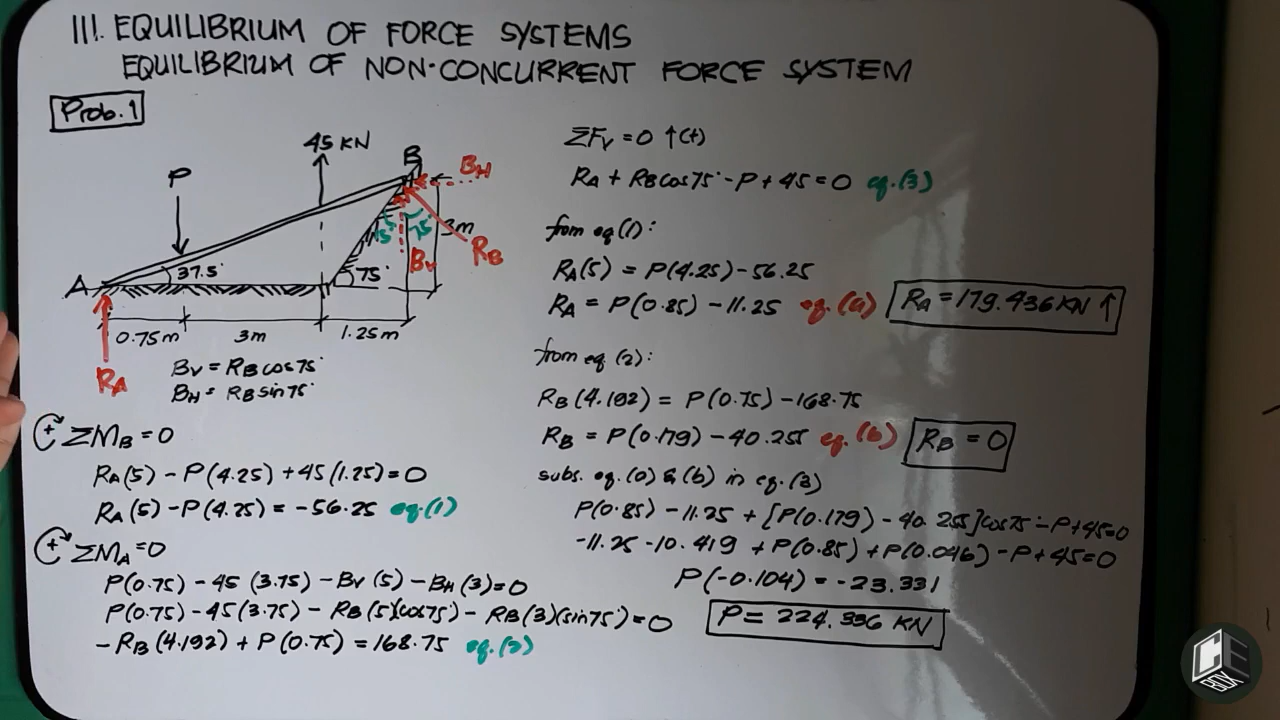 III. EQUILIBRIUM OF FORCE SYSTEMS
EQUILIBRIUM OF NON-CONCURRENT FORCE SYSTEM
Prob.1
45 KN
P
B
BH
75°
75
3m
RB
BV
A
37.5°
75°
0.75m
3m
1.25m
RA
BV = RB cos75°
BH = RB sin75°
+ ΣMB = 0
RA(5) - P(4.25) + 45(1.25) = 0
RA(5) - P(4.25) = -56.25 eq.(1)
+ ΣMA = 0
P(0.75) - 45(3.75) - BV(5) - BH(3) = 0
P(0.75) - 45(3.75) - RB(5)(cos75°) - RB(3)(sin75°) = 0
-RB(4.192) + P(0.75) = 168.75 eq.(2)
ΣFV = 0 ↑(+)
RA + RB cos75° - P + 45 = 0 eq.(3)
from eq(1):
RA(5) = P(4.25) - 56.25
RA = P(0.85) - 11.25 eq.(a)
RA = 179.436 KN ↑
from eq.(2):
RB(4.192) = P(0.75) - 168.75
RB = P(0.179) - 40.255 eq.(b)
RB = 0
subs. eq.(a) & (b) in eq.(3)
P(0.85) - 11.25 + [P(0.179) - 40.255]cos75° - P + 45 = 0
-11.25 - 10.419 + P(0.85) + P(0.046) - P + 45 = 0
P(-0.104) = -23.331
P = 224.336 KN
CE
BOX